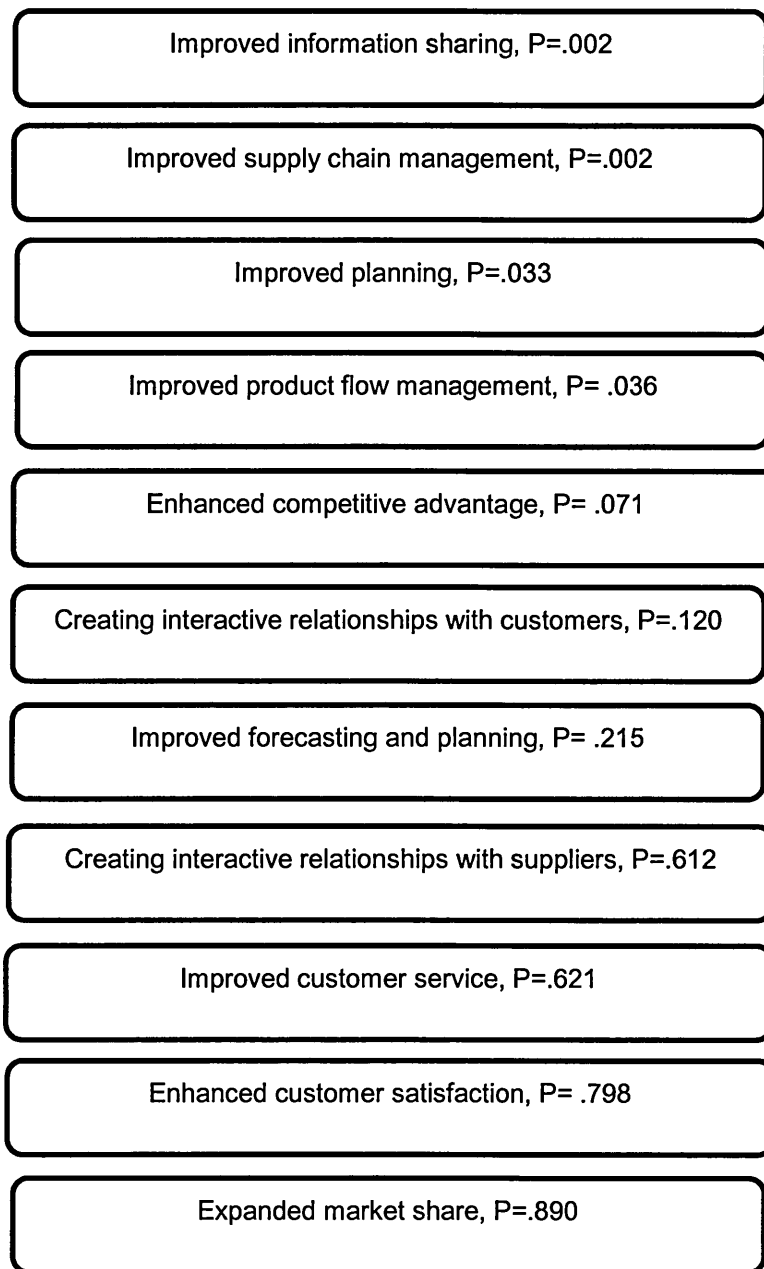 Improved information sharing, P=.002
Improved supply chain management, P=.002
Improved planning, P=.033
Improved product flow management, P= .036
Enhanced competitive advantage, P= .071
Creating interactive relationships with customers, P=.120
Improved forecasting and planning, P= .215
Creating interactive relationships with suppliers, P=.612
Improved customer service, P=.621
Enhanced customer satisfaction, P= .798
Expanded market share, P=.890